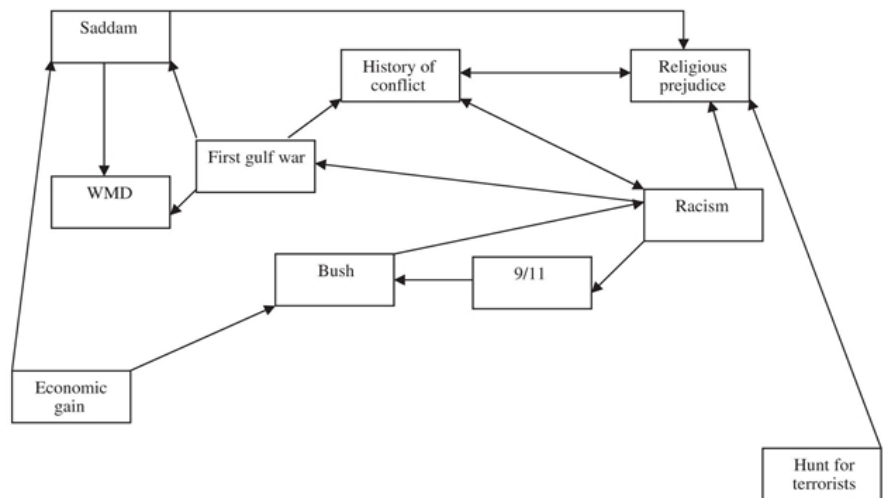 Saddam
History of
conflict
Religious
prejudice
First gulf war
WMD
Racism
Bush
9/11
Economic
gain
Hunt for
terrorists